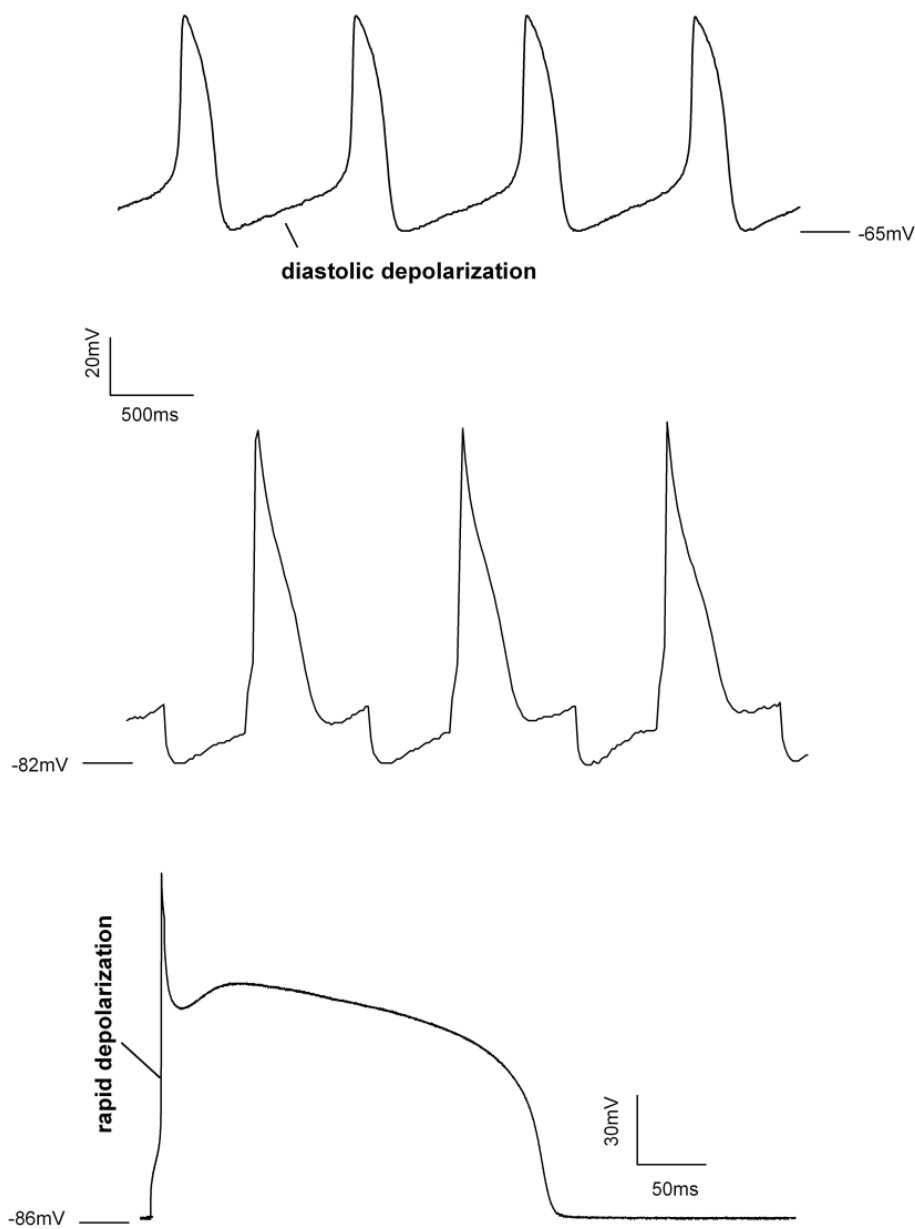 -65mV
diastolic depolarization
20mV
500ms
-82mV
rapid depolarization
30mV
50ms
-86mV